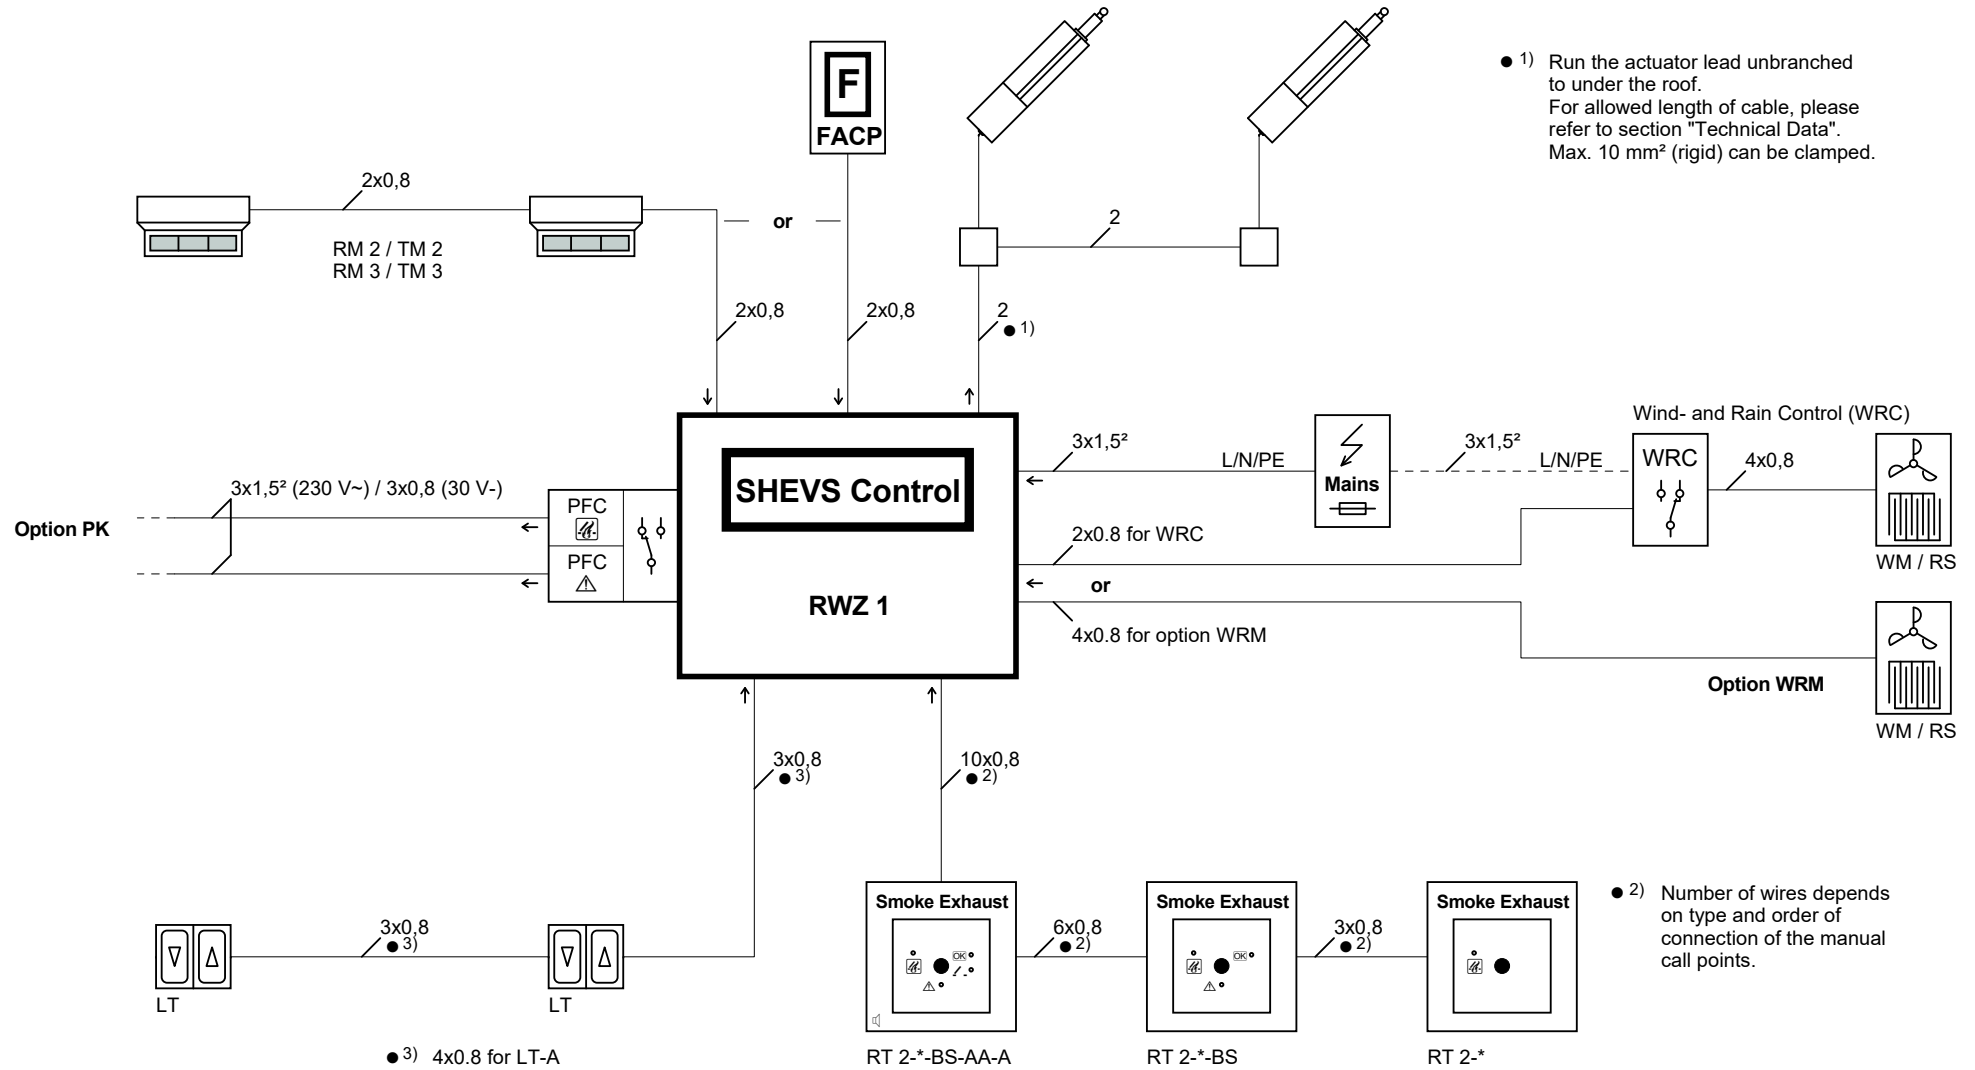 F
FACP
● 1) Run the actuator lead unbranched
to under the roof.
For allowed length of cable, please
refer to section "Technical Data".
Max. 10 mm² (rigid) can be clamped.
2x0,8
RM 2 / TM 2
RM 3 / TM 3
or
2
2x0,8
2x0,8
2
● 1)
SHEVS Control
RWZ 1
3x1,5² (230 V~) / 3x0,8 (30 V-)
Option PK
PFC
PFC
3x1,5²
L/N/PE
Mains
3x1,5²
L/N/PE
Wind- and Rain Control (WRC)
WRC
4x0,8
WM / RS
2x0.8 for WRC
or
4x0.8 for option WRM
Option WRM
WM / RS
3x0,8
● 3)
10x0,8
● 2)
3x0,8
● 3)
LT
LT
● 3) 4x0.8 for LT-A
Smoke Exhaust
OK
RT 2-*-BS-AA-A
6x0,8
● 2)
Smoke Exhaust
OK
RT 2-*-BS
3x0,8
● 2)
Smoke Exhaust
RT 2-*
● 2) Number of wires depends
on type and order of
connection of the manual
call points.